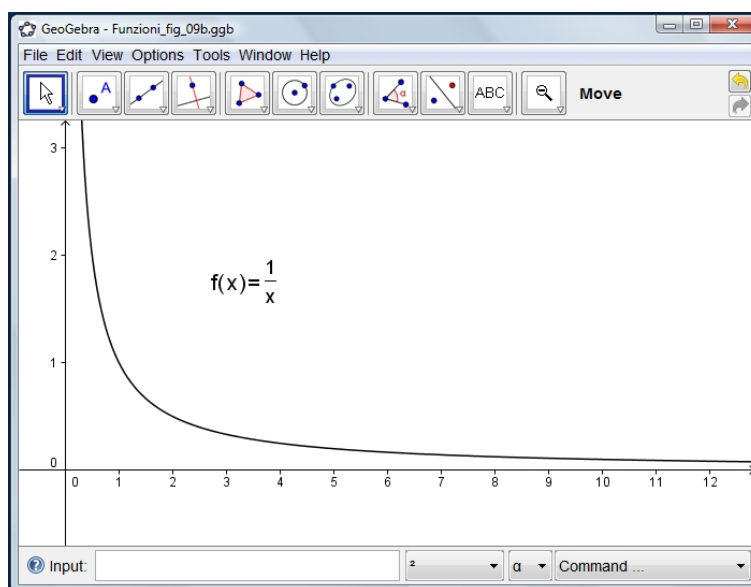 GeoGebra - Funzioni_fig_09b.ggb
File Edit View Options Tools Window Help
A
α
ABC
Move
3
2
f(x)=1/x
1
0
0 1 2 3 4 5 6 7 8 9 10 11 12
Input: ² α Command ...